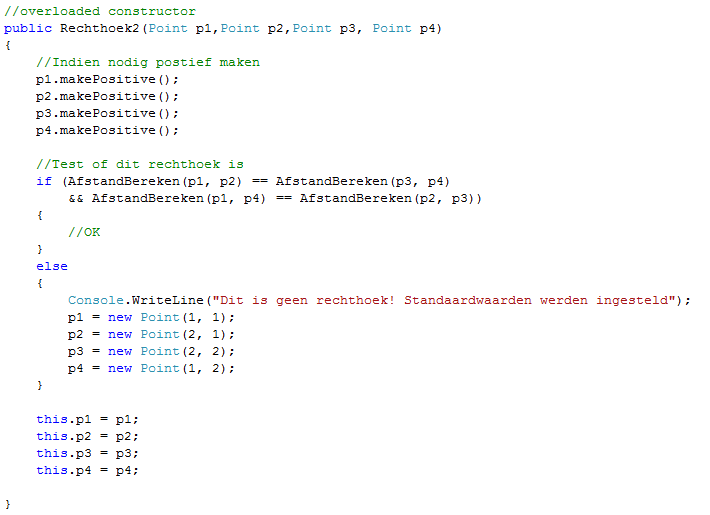 //overloaded constructor
public Rechthoek2(Point p1,Point p2,Point p3, Point p4)
{
    //Indien nodig postief maken
    p1.makePositive();
    p2.makePositive();
    p3.makePositive();
    p4.makePositive();

    //Test of dit rechthoek is
    if (AfstandBereken(p1, p2) == AfstandBereken(p3, p4)
        && AfstandBereken(p1, p4) == AfstandBereken(p2, p3))
    {
        //OK
    }
    else
    {
        Console.WriteLine("Dit is geen rechthoek! Standaardwaarden werden ingesteld");
        p1 = new Point(1, 1);
        p2 = new Point(2, 1);
        p3 = new Point(2, 2);
        p4 = new Point(1, 2);
    }

    this.p1 = p1;
    this.p2 = p2;
    this.p3 = p3;
    this.p4 = p4;

}